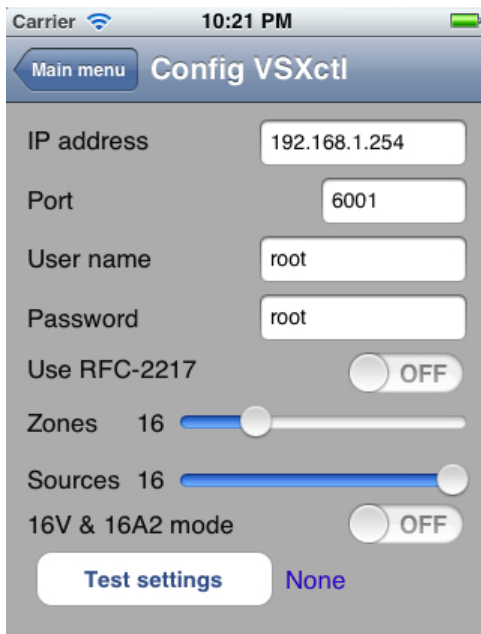 Carrier 10:21 PM
Main menu Config VSXctl
IP address 192.168.1.254
Port 6001
User name root
Password root
Use RFC-2217 OFF
Zones 16
Sources 16
16V & 16A2 mode OFF
Test settings None